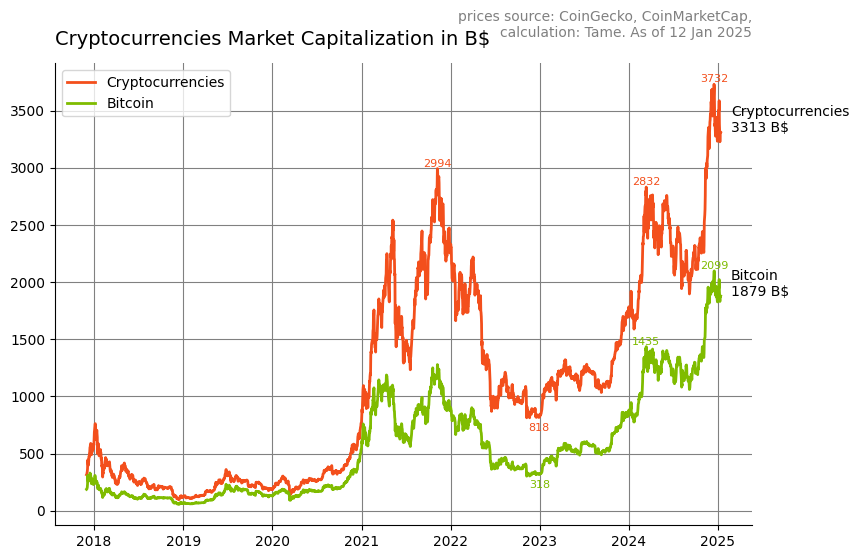 prices source: CoinGecko, CoinMarketCap,
calculation: Tame. As of 12 Jan 2025
Cryptocurrencies Market Capitalization in B$
Cryptocurrencies
Bitcoin
3732
Cryptocurrencies
3313 B$
2994
2832
2099
Bitcoin
1879 B$
1435
818
318
3500
3000
2500
2000
1500
1000
500
0
2018
2019
2020
2021
2022
2023
2024
2025